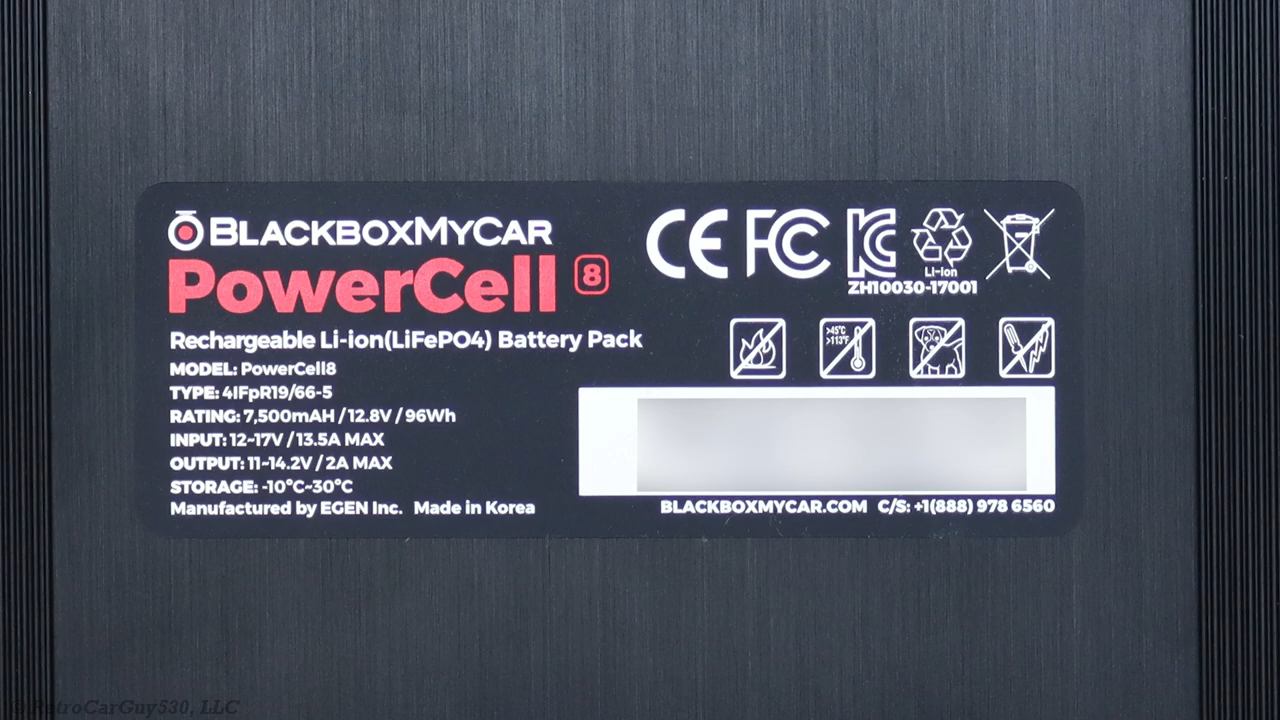 BLACKBOXMYCAR
PowerCell 8
Rechargeable Li-ion(LiFePO4) Battery Pack
MODEL: PowerCell8
TYPE: 4IFpR19/66-5
RATING: 7,500mAH / 12.8V / 96Wh
INPUT: 12~17V / 13.5A MAX
OUTPUT: 11~14.2V / 2A MAX
STORAGE: -10°C~30°C
Manufactured by EGEN Inc. Made in Korea
CE FC KC
Li-ion
ZH10030-17001
>45°C
>113°F
BLACKBOXMYCAR.COM C/S: +1(888) 978 6560
© RetroCarGuy530, LLC